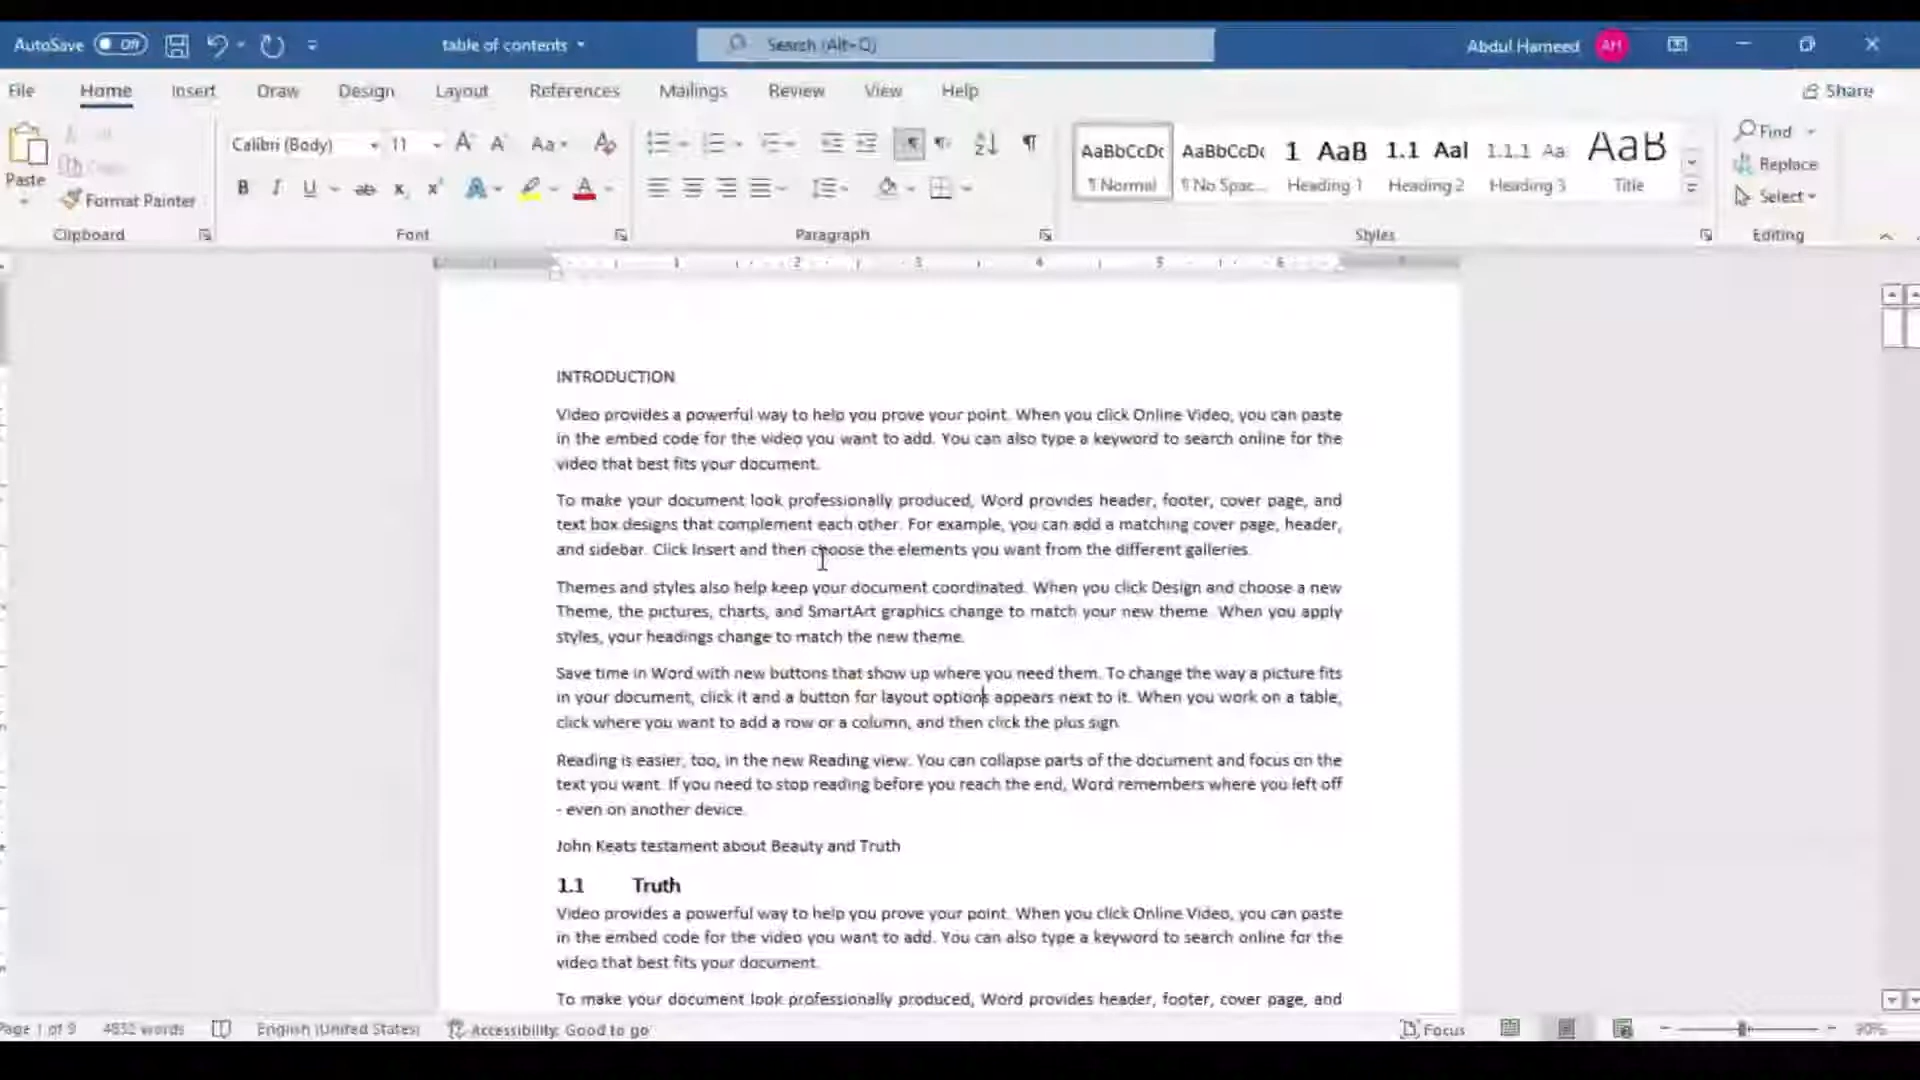 AutoSave Off table of contents Search (Alt+Q) Abdul Hameed AH
File Home Insert Draw Design Layout References Mailings Review View Help Share
Calibri (Body) 11 Aa AaBbCcDc AaBbCcDc 1 AaB 1.1 Aal 1.1.1 Aa AaB Find
Paste Format Painter B I U ab x x A A ¶ Normal ¶ No Spac... Heading 1 Heading 2 Heading 3 Title Replace
Select
Clipboard Font Paragraph Styles Editing
1 2 3 4 5 6
INTRODUCTION
Video provides a powerful way to help you prove your point. When you click Online Video, you can paste
in the embed code for the video you want to add. You can also type a keyword to search online for the
video that best fits your document.
To make your document look professionally produced, Word provides header, footer, cover page, and
text box designs that complement each other. For example, you can add a matching cover page, header,
and sidebar. Click Insert and then choose the elements you want from the different galleries.
Themes and styles also help keep your document coordinated. When you click Design and choose a new
Theme, the pictures, charts, and SmartArt graphics change to match your new theme. When you apply
styles, your headings change to match the new theme.
Save time in Word with new buttons that show up where you need them. To change the way a picture fits
in your document, click it and a button for layout options appears next to it. When you work on a table,
click where you want to add a row or a column, and then click the plus sign.
Reading is easier, too, in the new Reading view. You can collapse parts of the document and focus on the
text you want. If you need to stop reading before you reach the end, Word remembers where you left off
- even on another device.
John Keats testament about Beauty and Truth
1.1 Truth
Video provides a powerful way to help you prove your point. When you click Online Video, you can paste
in the embed code for the video you want to add. You can also type a keyword to search online for the
video that best fits your document.
To make your document look professionally produced, Word provides header, footer, cover page, and
Page 1 of 9 4832 words English (United States) Accessibility: Good to go Focus 90%